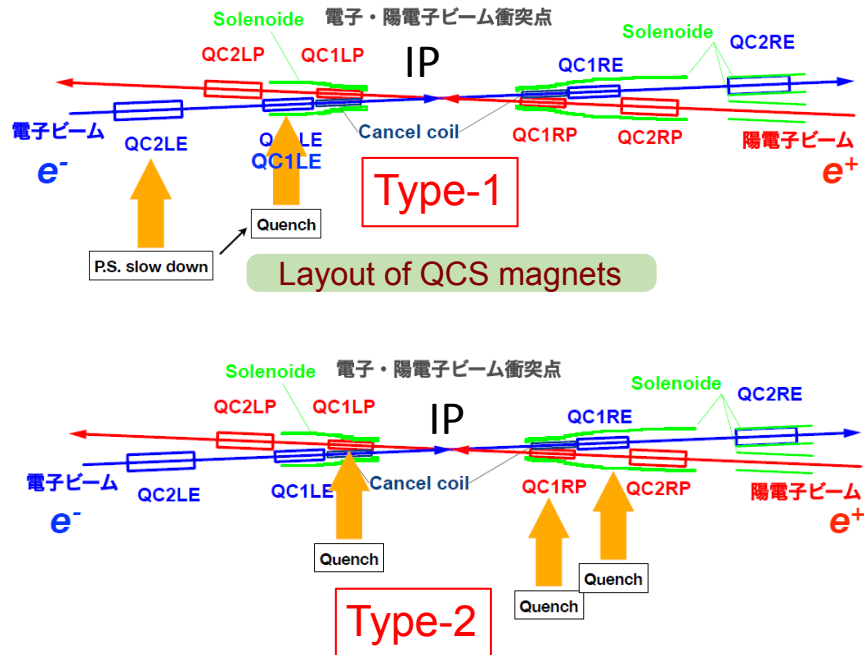 電子・陽電子ビーム衝突点
Solenoide
QC2LP
QC1LP
IP
Solenoide
QC2RE
QC1RE
電子ビーム
e-
QC2LE
QC1LE
Cancel coil
QC1RP
QC2RP
陽電子ビーム
e+
Type-1
Quench
P.S. slow down
Layout of QCS magnets
電子・陽電子ビーム衝突点
Solenoide
QC2LP
QC1LP
IP
Solenoide
QC2RE
QC1RE
電子ビーム
e-
QC2LE
QC1LE
Cancel coil
QC1RP
QC2RP
陽電子ビーム
e+
Quench
Quench
Quench
Type-2